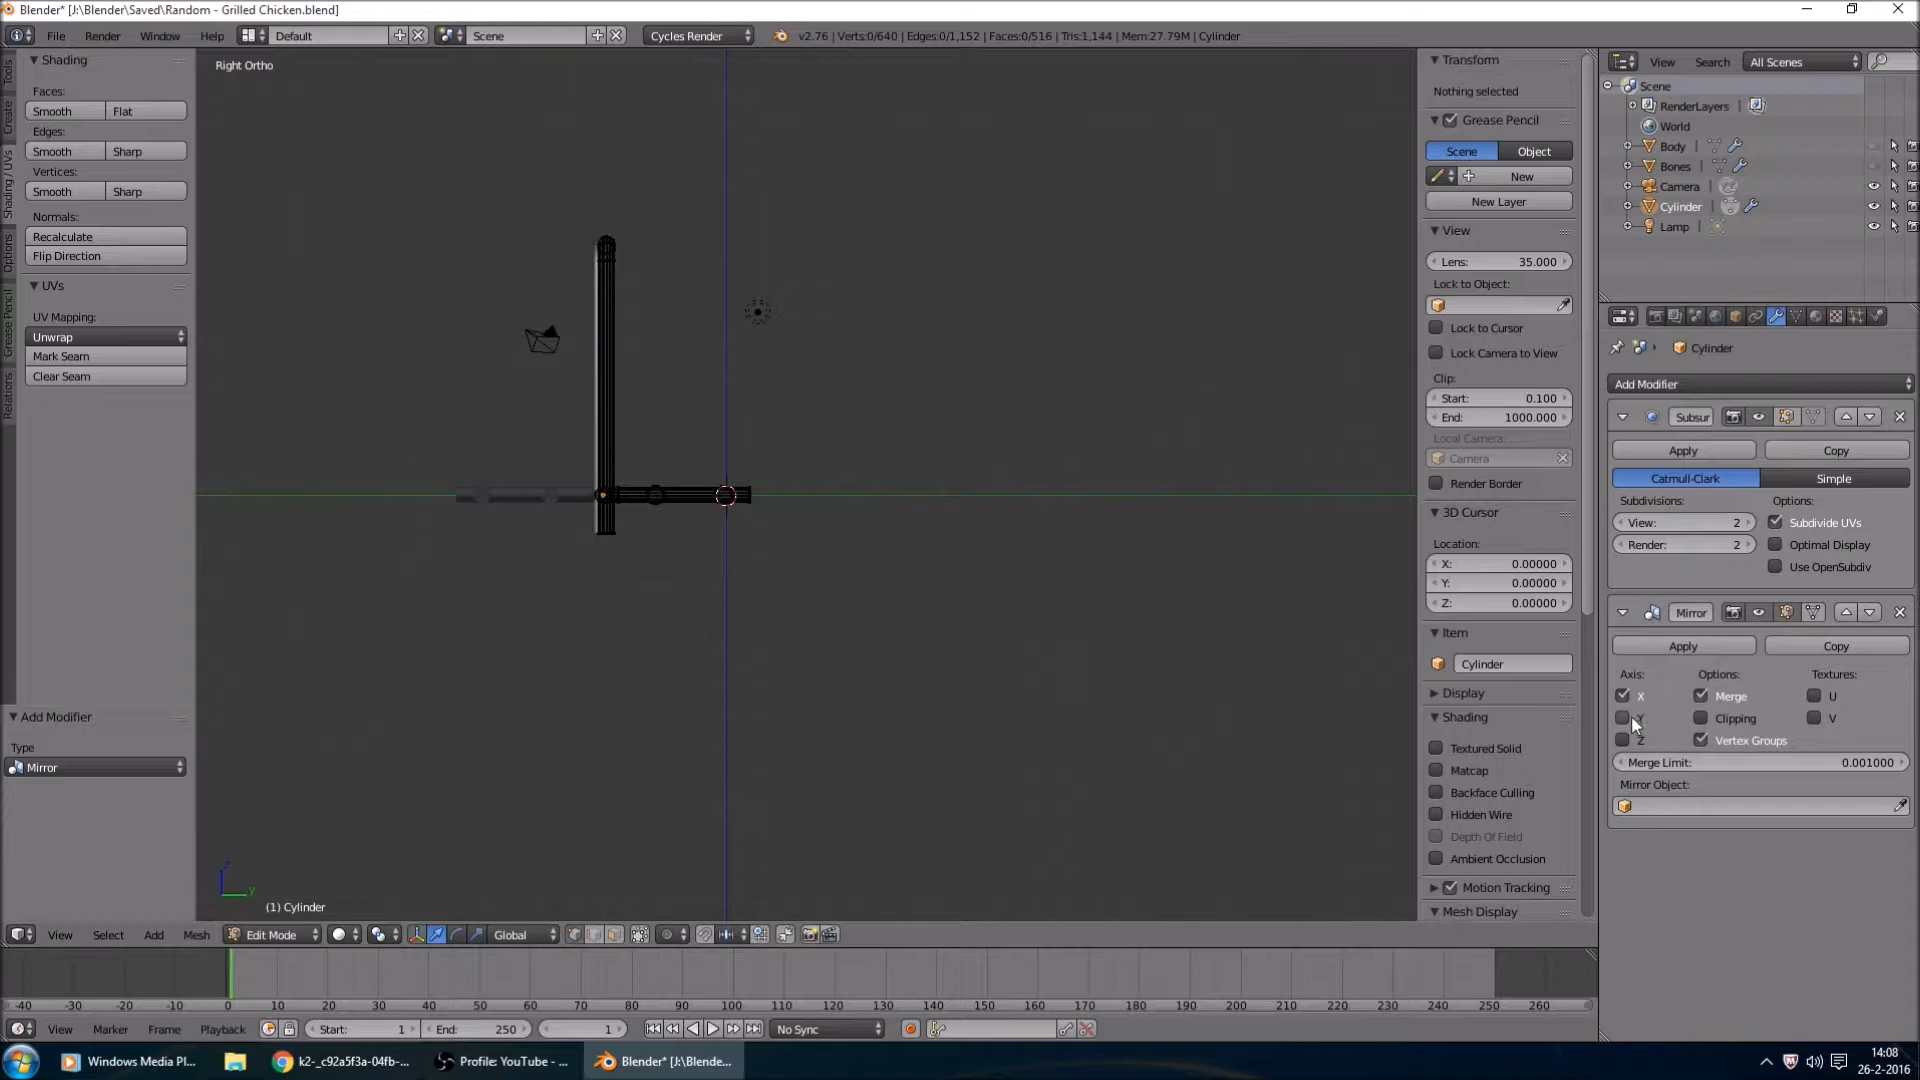 Blender* [J:\Blender\Saved\Random - Grilled Chicken.blend]
File Render Window Help Default Scene Cycles Render v2.76 | Verts:0/640 | Edges:0/1,152 | Faces:0/516 | Tris:1,144 | Mem:27.79M | Cylinder
Tools
Create
Shading / UVs
Options
Grease Pencil
Relations
Shading
Faces:
Smooth Flat
Edges:
Smooth Sharp
Vertices:
Smooth Sharp
Normals:
Recalculate
Flip Direction
UVs
UV Mapping:
Unwrap
Mark Seam
Clear Seam
Add Modifier
Type
Mirror
Right Ortho
z
y
(1) Cylinder
Transform
Nothing selected
Grease Pencil
Scene Object
New
New Layer
View
Lens: 35.000
Lock to Object:
Lock to Cursor
Lock Camera to View
Clip:
Start: 0.100
End: 1000.000
Local Camera:
Camera
Render Border
3D Cursor
Location:
X: 0.00000
Y: 0.00000
Z: 0.00000
Item
Cylinder
Display
Shading
Textured Solid
Matcap
Backface Culling
Hidden Wire
Depth Of Field
Ambient Occlusion
Motion Tracking
Mesh Display
View Search All Scenes
Scene
RenderLayers
World
Body
Bones
Camera
Cylinder
Lamp
Cylinder
Add Modifier
Subsur
Apply Copy
Catmull-Clark Simple
Subdivisions: Options:
View: 2 Subdivide UVs
Render: 2 Optimal Display
Use OpenSubdiv
Mirror
Apply Copy
Axis: Options: Textures:
X Merge U
Y Clipping V
Z Vertex Groups
Merge Limit: 0.001000
Mirror Object:
View Select Add Mesh Edit Mode Global
-40 -30 -20 -10 0 10 20 30 40 50 60 70 80 90 100 110 120 130 140 150 160 170 180 190 200 210 220 230 240 250 260
View Marker Frame Playback Start: 1 End: 250 1 No Sync
Windows Media Pl... k2-_c92a5f3a-04fb-... Profile: YouTube - ... Blender* [J:\Blende...
14:08
26-2-2016